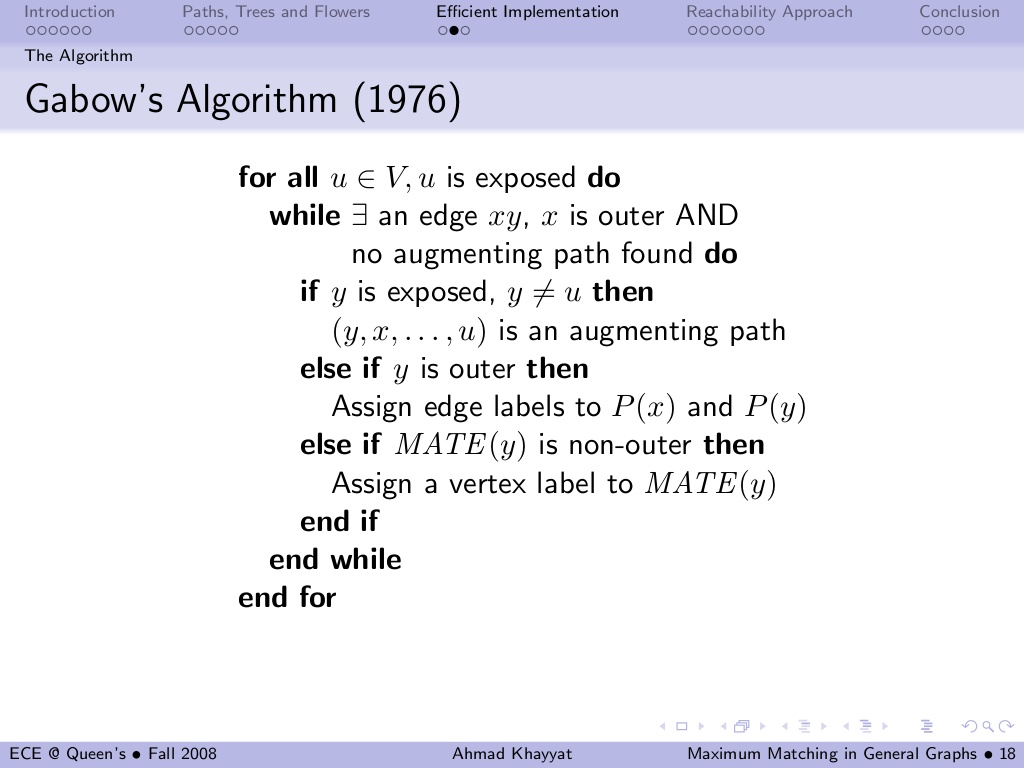 Introduction Paths, Trees and Flowers Efficient Implementation Reachability Approach Conclusion
The Algorithm
Gabow's Algorithm (1976)
for all u ∈ V, u is exposed do
while ∃ an edge xy, x is outer AND
no augmenting path found do
if y is exposed, y ≠ u then
(y, x, . . . , u) is an augmenting path
else if y is outer then
Assign edge labels to P(x) and P(y)
else if MATE(y) is non-outer then
Assign a vertex label to MATE(y)
end if
end while
end for
ECE @ Queen's • Fall 2008 Ahmad Khayyat Maximum Matching in General Graphs • 18